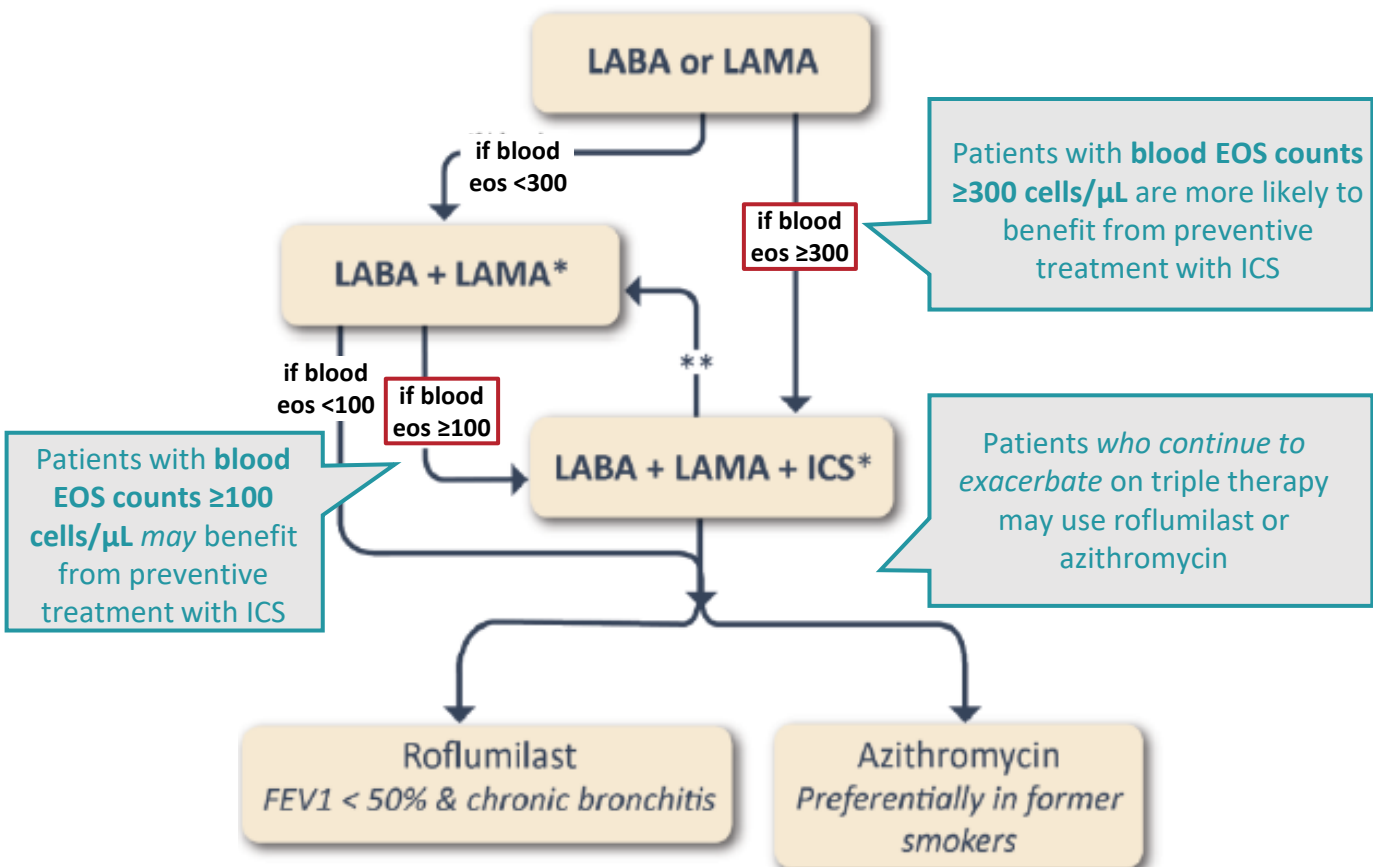 LABA or LAMA
if blood
eos <300
Patients with blood EOS counts
≥300 cells/µL are more likely to
benefit from preventive
treatment with ICS
if blood
eos ≥300
LABA + LAMA*
**
if blood
eos <100
if blood
eos ≥100
Patients with blood
EOS counts ≥100
cells/µL may benefit
from preventive
treatment with ICS
LABA + LAMA + ICS*
Patients who continue to
exacerbate on triple therapy
may use roflumilast or
azithromycin
Roflumilast
FEV1 < 50% & chronic bronchitis
Azithromycin
Preferentially in former
smokers